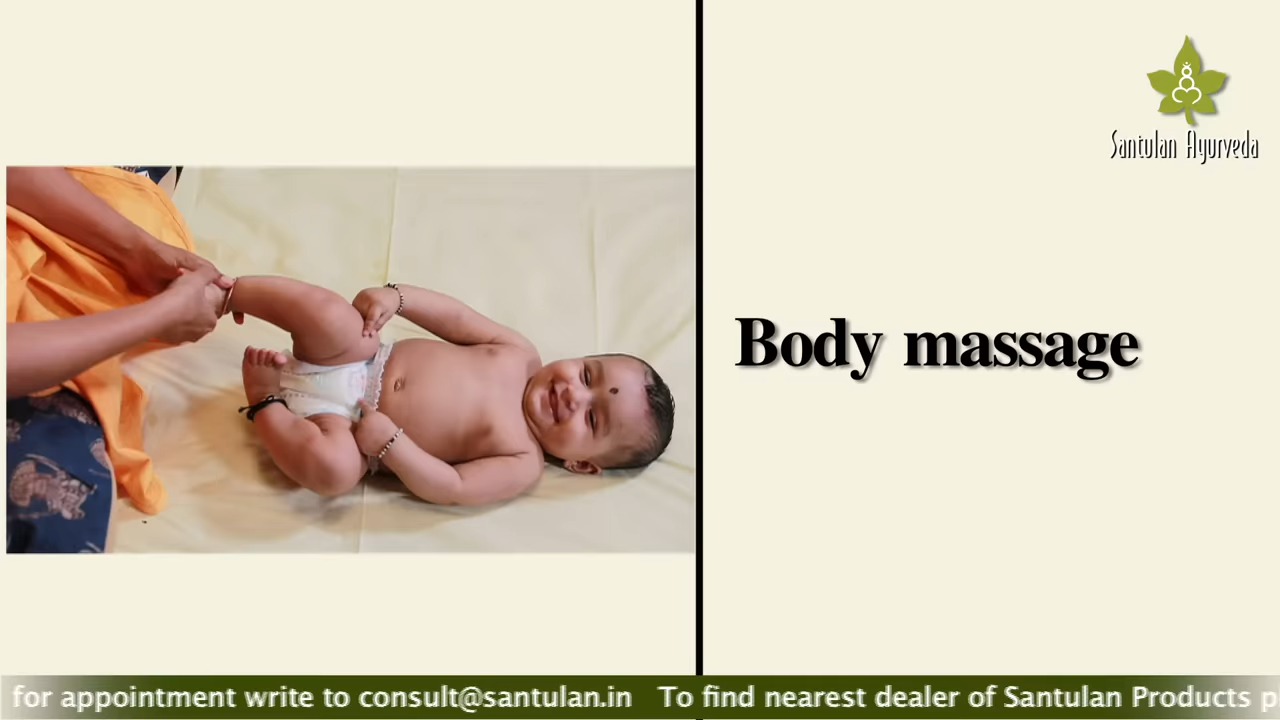 Santulan Ayurveda
Body massage
for appointment write to consult@santulan.in To find nearest dealer of Santulan Products